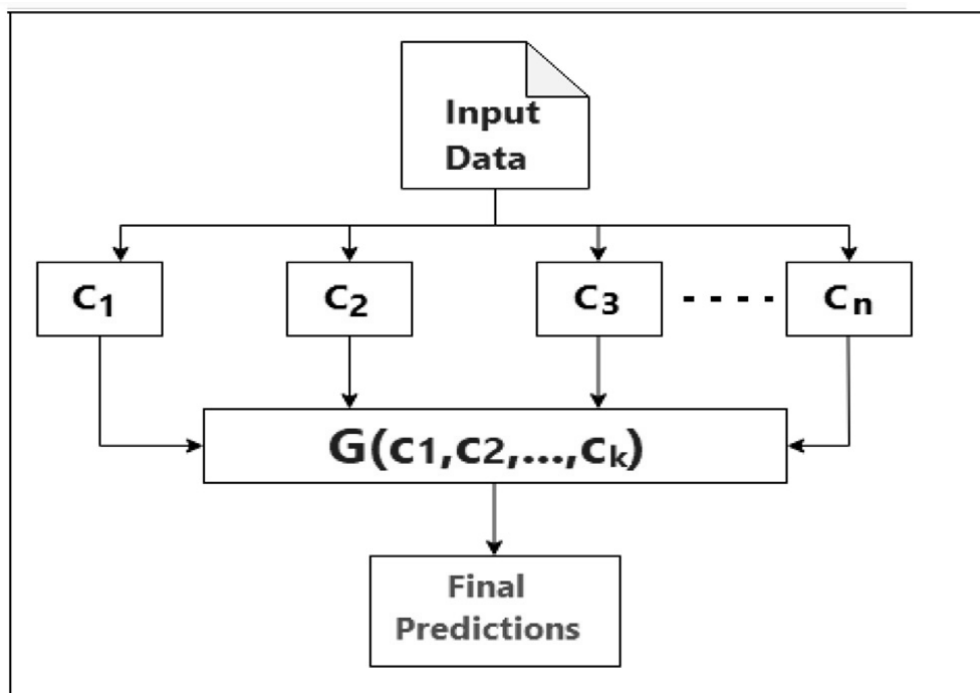 Input
Data
C₁
C₂
C₃
Cₙ
G(C1,C2,...,Cₖ)
Final
Predictions